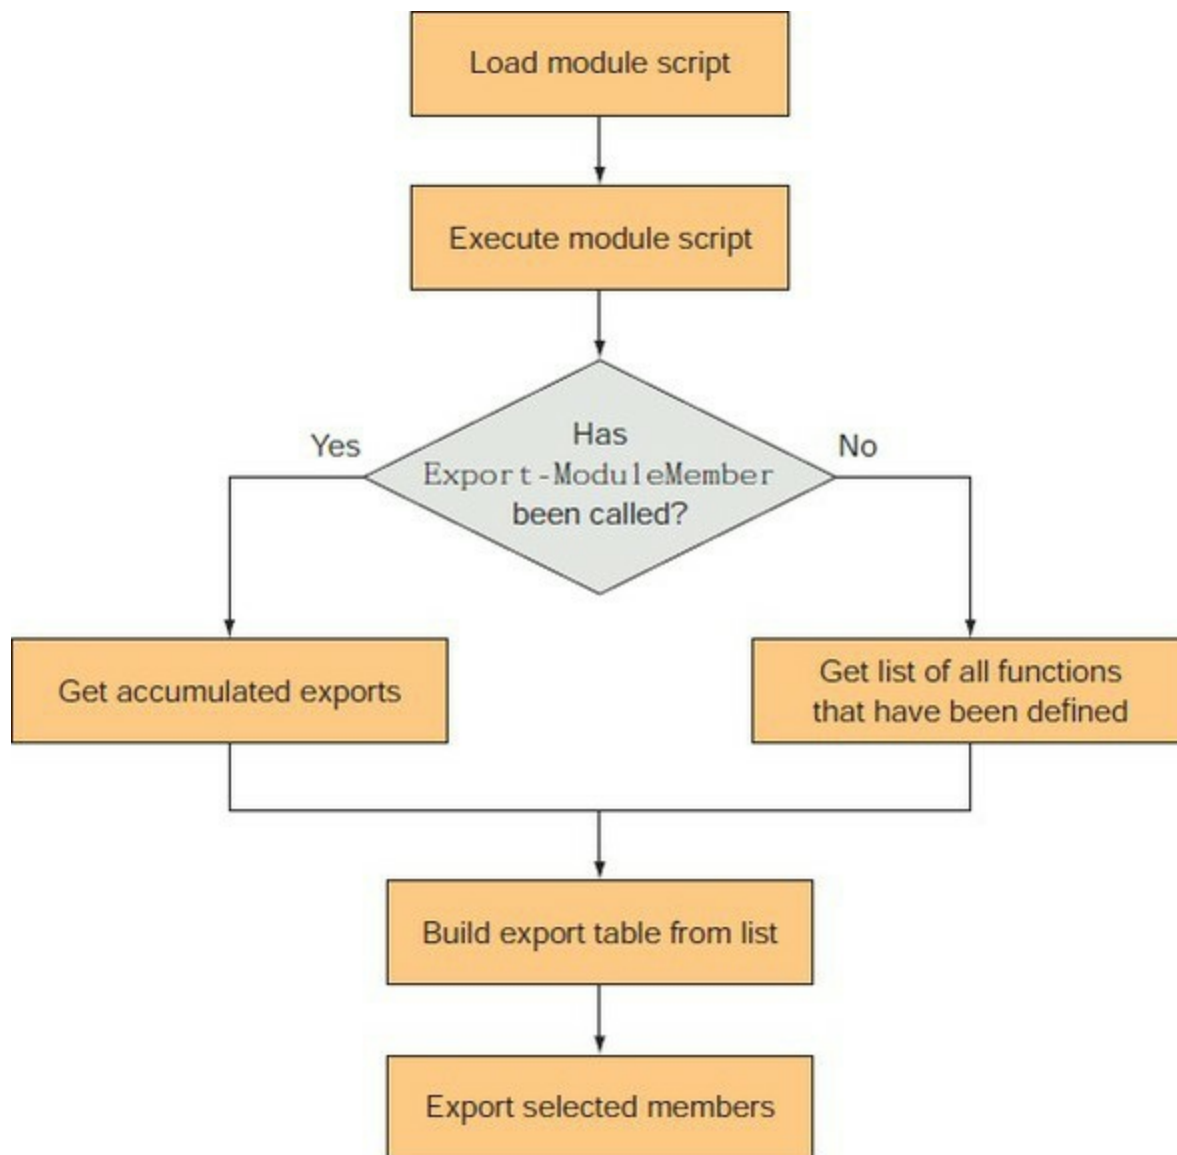 Load module script
Execute module script
Yes
No
Has
Export-ModuleMember
been called?
Get accumulated exports
Get list of all functions
that have been defined
Build export table from list
Export selected members